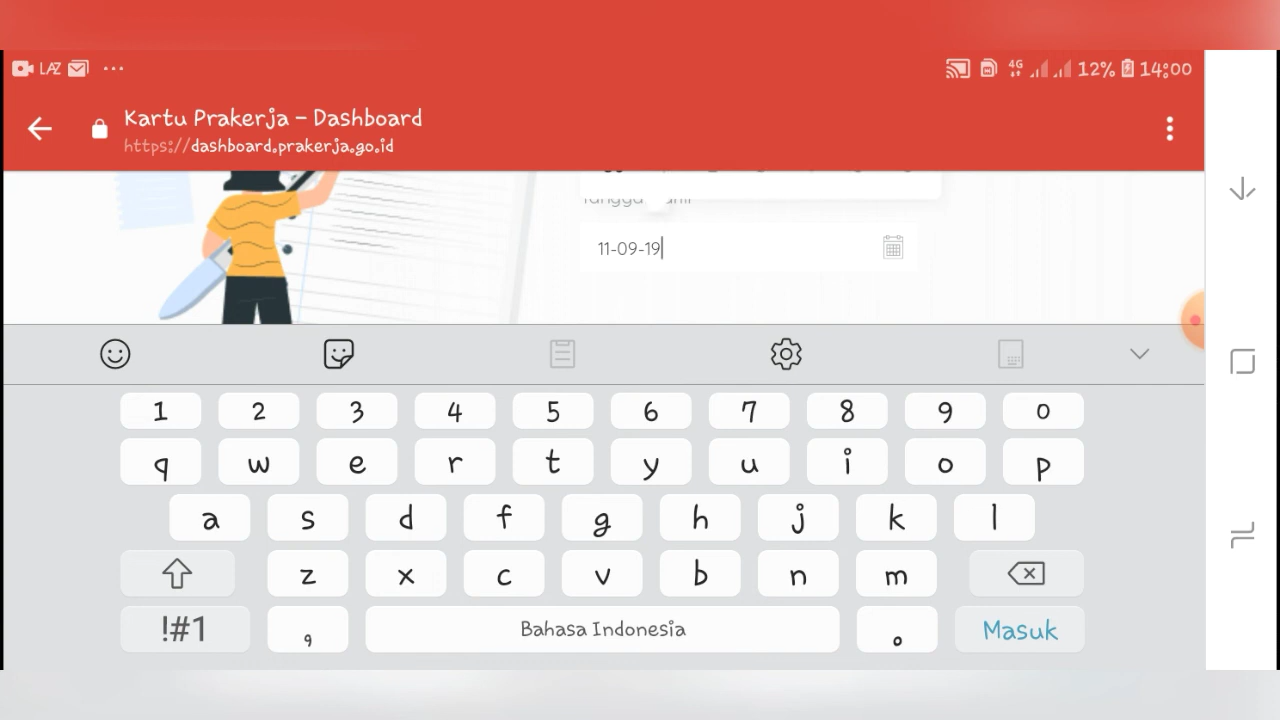 LAZ ... 4G 12% 14:00
Kartu Prakerja – Dashboard
https://dashboard.prakerja.go.id
11-09-19
1 2 3 4 5 6 7 8 9 0
q w e r t y u i o p
a s d f g h j k l
z x c v b n m
!#1 , Bahasa Indonesia . Masuk